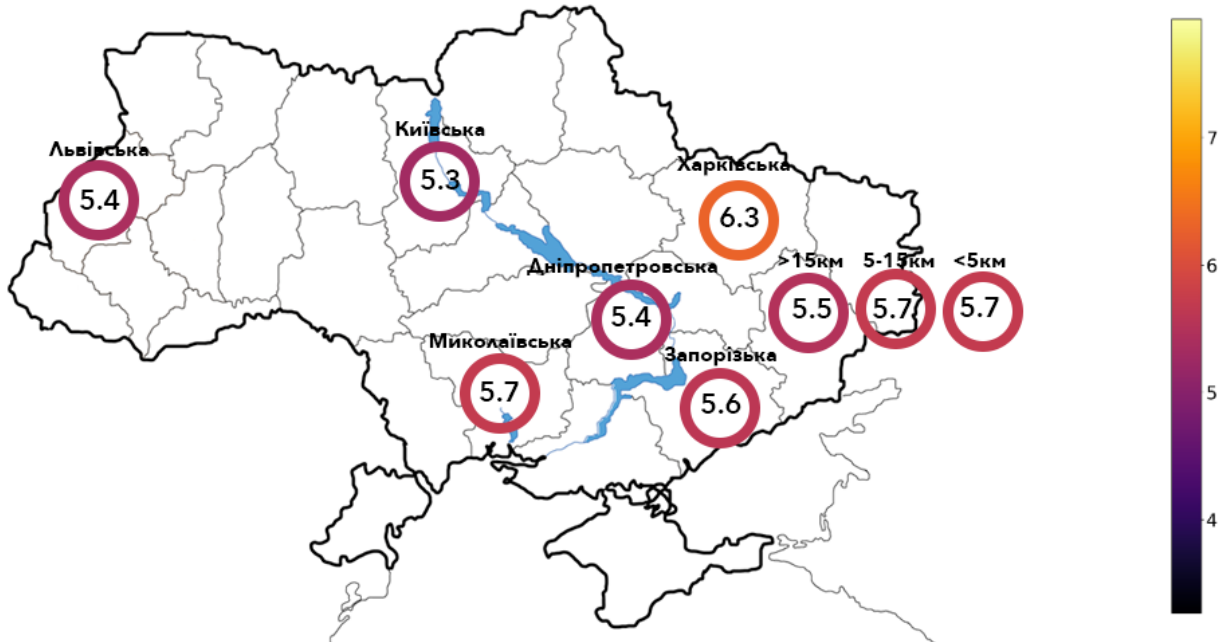 Київська
5.3
Львівська
5.4
Харківська
6.3
Дніпропетровська
5.4
>15км
5.5
5-15км
5.7
<5км
5.7
Миколаївська
5.7
Запорізька
5.6
7
6
5
4